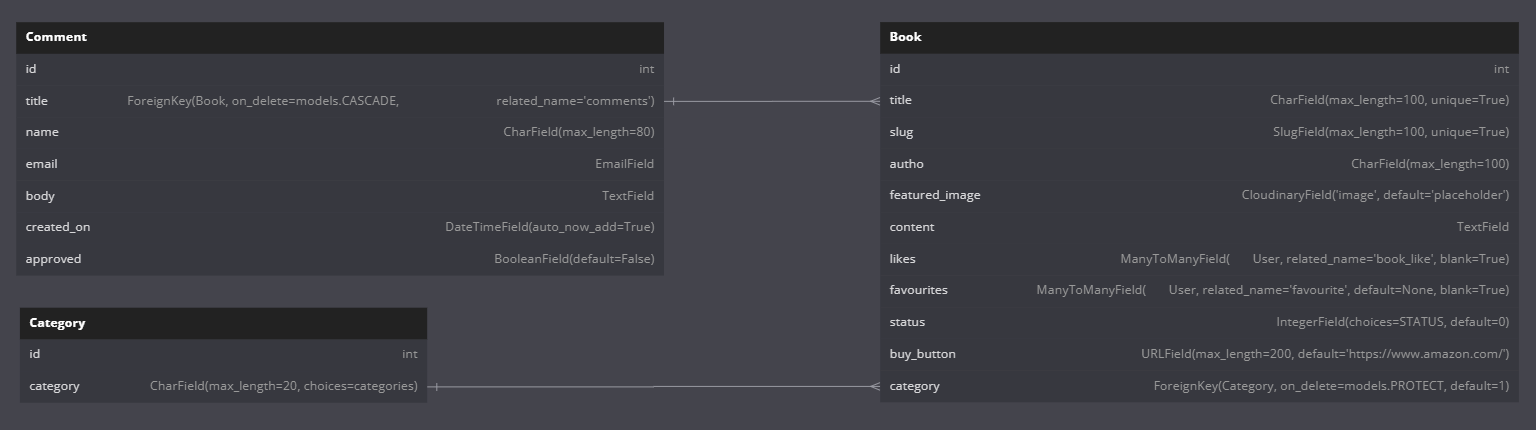 Comment
id int
title ForeignKey(Book, on_delete=models.CASCADE, related_name='comments')
name CharField(max_length=80)
email EmailField
body TextField
created_on DateTimeField(auto_now_add=True)
approved BooleanField(default=False)
Category
id int
category CharField(max_length=20, choices=categories)
Book
id int
title CharField(max_length=100, unique=True)
slug SlugField(max_length=100, unique=True)
autho CharField(max_length=100)
featured_image CloudinaryField('image', default='placeholder')
content TextField
likes ManyToManyField( User, related_name='book_like', blank=True)
favourites ManyToManyField( User, related_name='favourite', default=None, blank=True)
status IntegerField(choices=STATUS, default=0)
buy_button URLField(max_length=200, default='https://www.amazon.com/')
category ForeignKey(Category, on_delete=models.PROTECT, default=1)